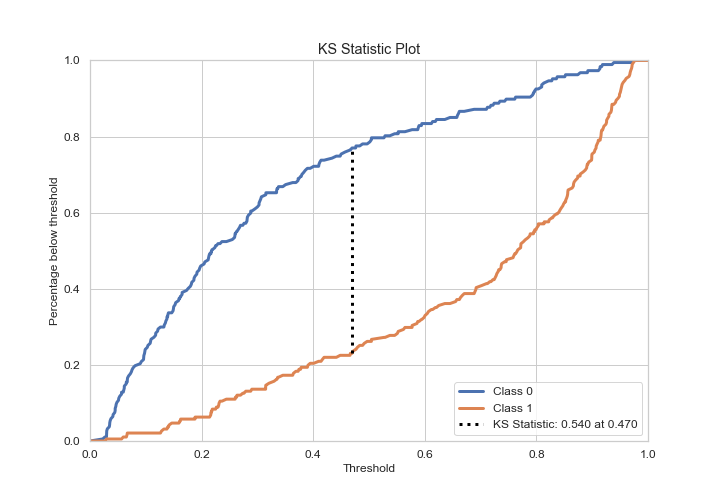 KS Statistic Plot
1.0
0.8
0.6
0.4
0.2
0.0
Percentage below threshold
0.0 0.2 0.4 0.6 0.8 1.0
Threshold
Class 0
Class 1
KS Statistic: 0.540 at 0.470